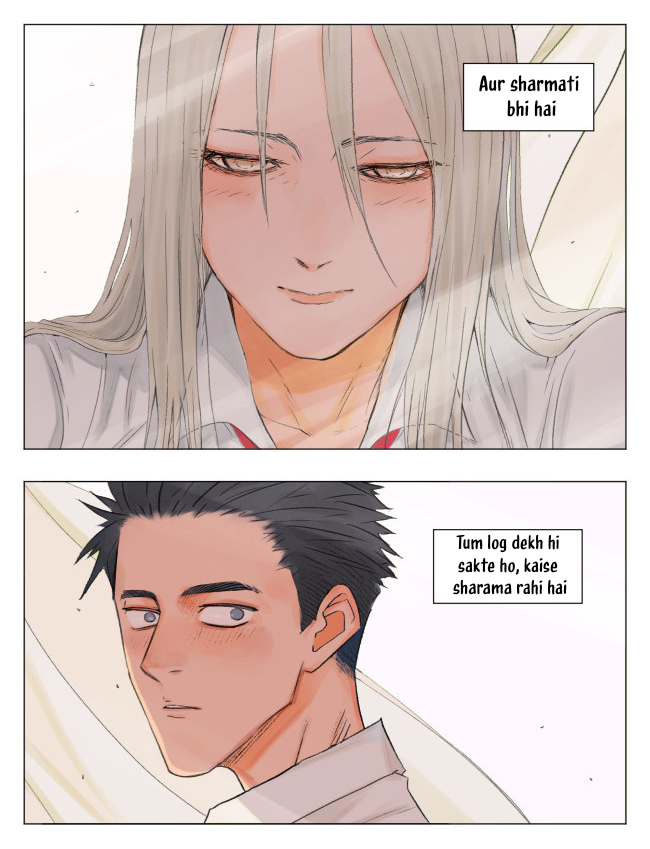 Aur sharmati
bhi hai
Tum log dekh hi
sakte ho, kaise
sharama rahi hai